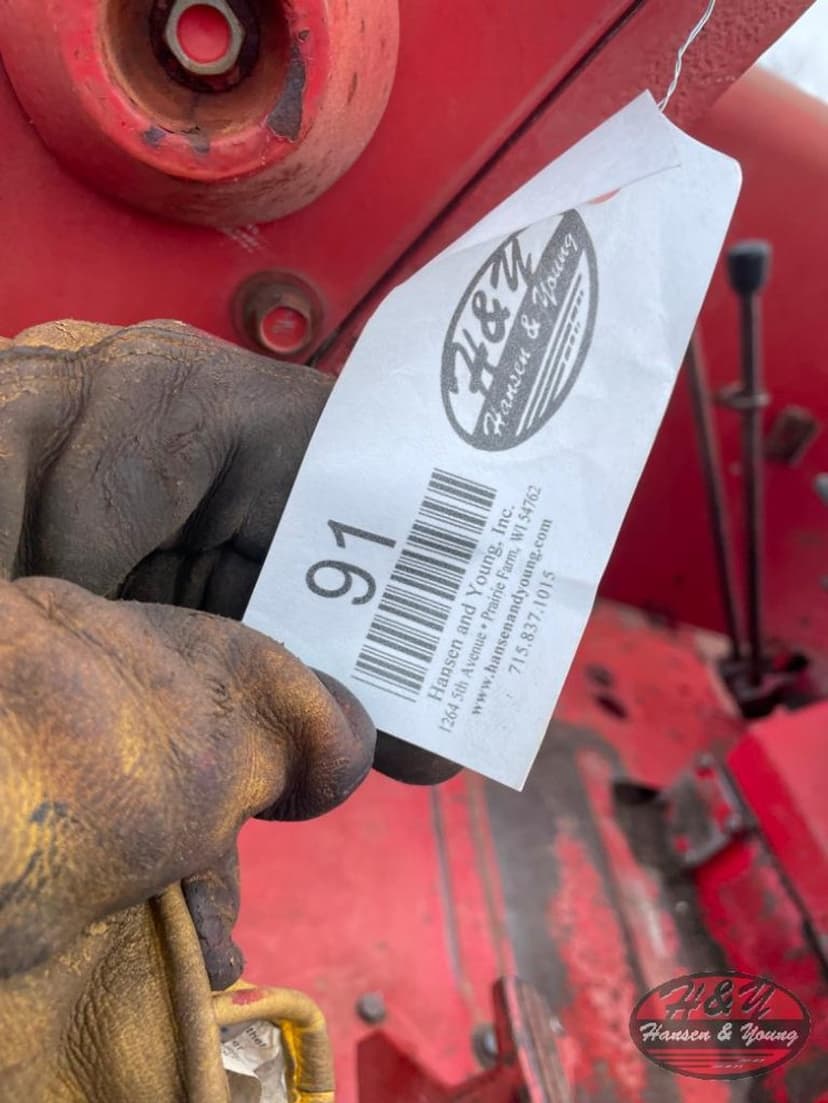 H&Y
Hansen & Young
91
Hansen and Young, Inc.
1264 5th Avenue • Prairie Farm, WI 54762
www.hansenandyoung.com
715.837.1015
H&Y
Hansen & Young